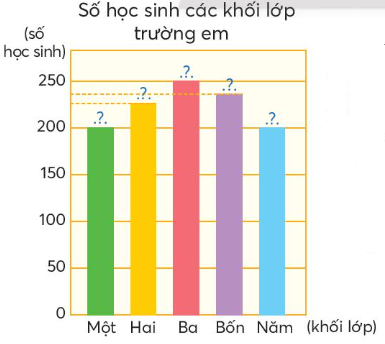 Số học sinh các khối lớp
trường em
(số
học sinh)
250
200
150
100
50
0
.?.
.?.
.?.
.?.
.?.
Một Hai Ba Bốn Năm (khối lớp)